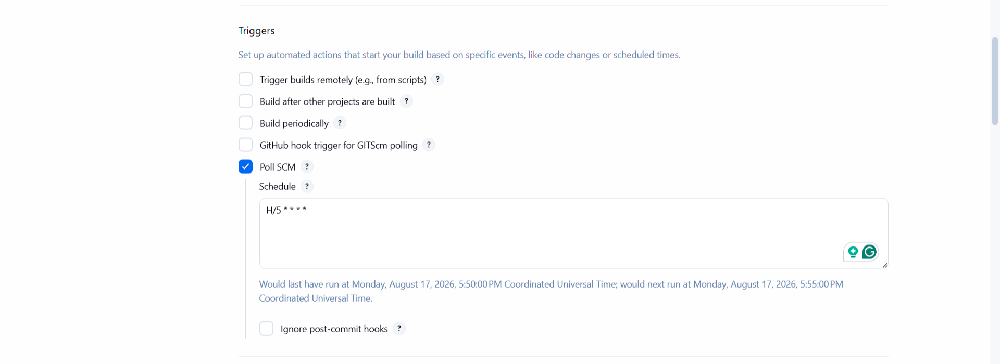 Triggers
Set up automated actions that start your build based on specific events, like code changes or scheduled times.
Trigger builds remotely (e.g., from scripts) ?
Build after other projects are built ?
Build periodically ?
GitHub hook trigger for GITScm polling ?
Poll SCM ?
Schedule ?
H/5 * * * *
Would last have run at Monday, August 17, 2026, 5:50:00 PM Coordinated Universal Time; would next run at Monday, August 17, 2026, 5:55:00 PM
Coordinated Universal Time.
Ignore post-commit hooks ?